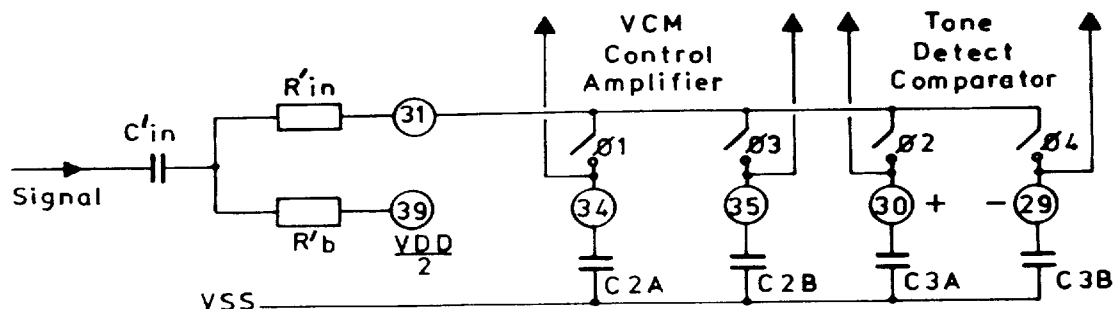 VCM Control Amplifier
Tone Detect Comparator
R'in
31
C'in
Ø1
Ø3
Ø2
Ø4
Signal
R'b
39
VDD
2
34
35
30 +
- 29
C2A
C2B
C3A
C3B
VSS